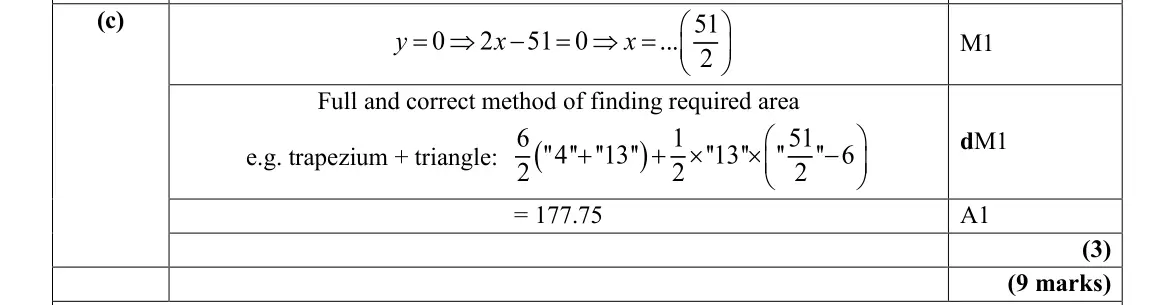 (c)
y = 0 ⇒ 2x − 51 = 0 ⇒ x = ...(51/2)
M1
Full and correct method of finding required area
e.g. trapezium + triangle: 6/2("4"+"13") + 1/2 × "13" × ("51/2" − 6)
dM1
= 177.75
A1
(3)
(9 marks)